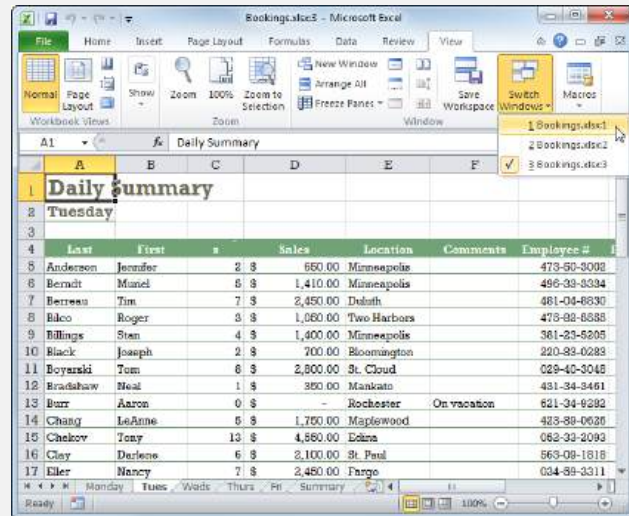 Bookings.xlsx:3 - Microsoft Excel
File Home Insert Page Layout Formulas Data Review View
Normal Page Layout Show Zoom 100% Zoom to Selection New Window Arrange All Freeze Panes Save Workspace Switch Windows Macros
Workbook Views Zoom Window
1 Bookings.xlsx:1
2 Bookings.xlsx:2
3 Bookings.xlsx:3
A1 fx Daily Summary
A B C D E F
1 Daily Summary
2 Tuesday
3
4 Last First Sales Location Comments Employee #
5 Anderson Jennifer 2 $ 650.00 Minneapolis 473-50-3002
6 Berndt Muriel 5 $ 1,410.00 Minneapolis 496-33-3334
7 Berreau Tim 7 $ 2,450.00 Duluth 481-04-8830
8 Bilco Roger 3 $ 1,050.00 Two Harbors
9 Billings Stan 4 $ 1,400.00 Minneapolis 361-23-5205
10 Black Joseph 2 $ 700.00 Bloomington 220-83-0283
11 Boyarski Tom 8 $ 2,800.00 St. Cloud 029-40-3048
12 Bradshaw Neal 1 $ 350.00 Mankato 431-34-3461
13 Burr Aaron 0 $ - Rochester On vacation 621-34-9282
14 Chang LeAnne 5 $ 1,750.00 Maplewood 423-89-0625
15 Chekov Tony 13 $ 4,550.00 Edina 052-33-2093
16 Clay Darlene 6 $ 2,100.00 St. Paul 563-09-1818
17 Eller Nancy 7 $ 2,450.00 Fargo 034-89-3311
Monday Tues Weds Thurs Fri Summary
Ready 100%